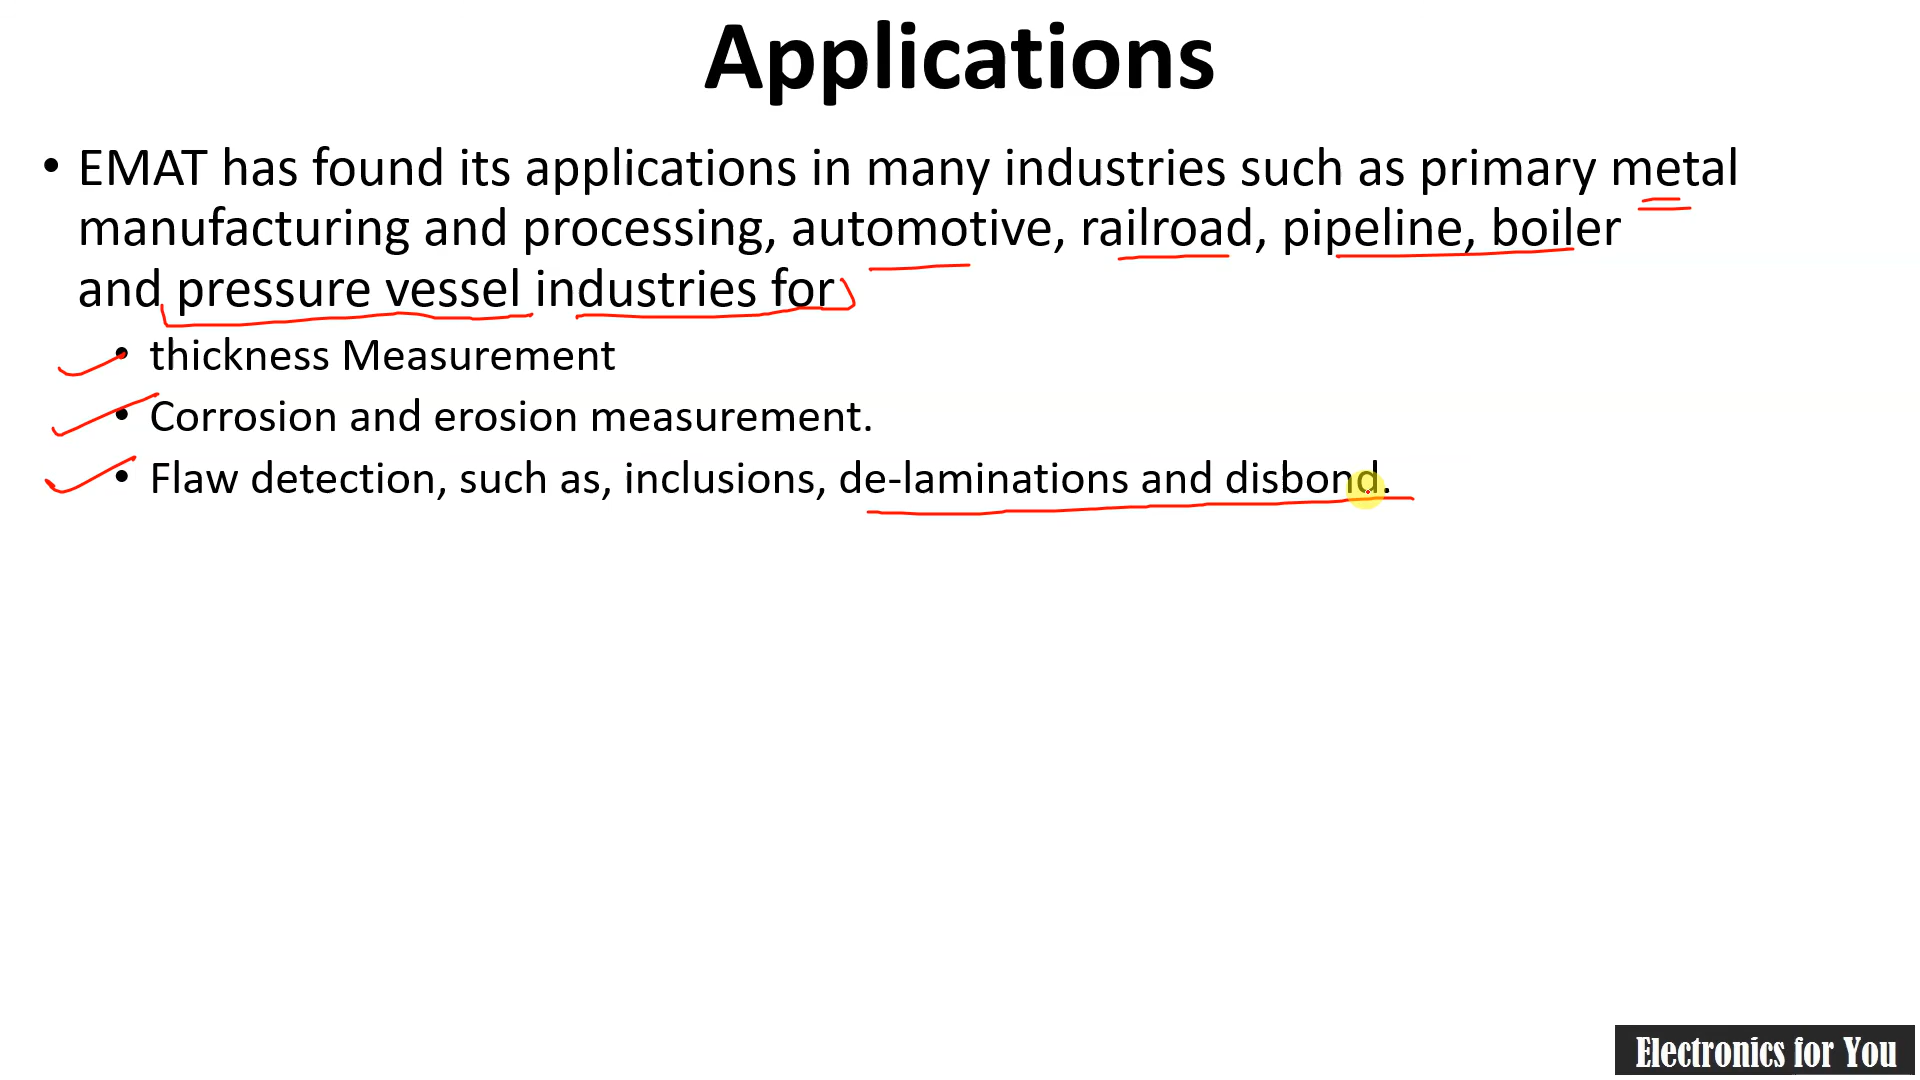 Applications
• EMAT has found its applications in many industries such as primary metal
manufacturing and processing, automotive, railroad, pipeline, boiler
and pressure vessel industries for
• thickness Measurement
• Corrosion and erosion measurement.
• Flaw detection, such as, inclusions, de-laminations and disbond.
Electronics for You